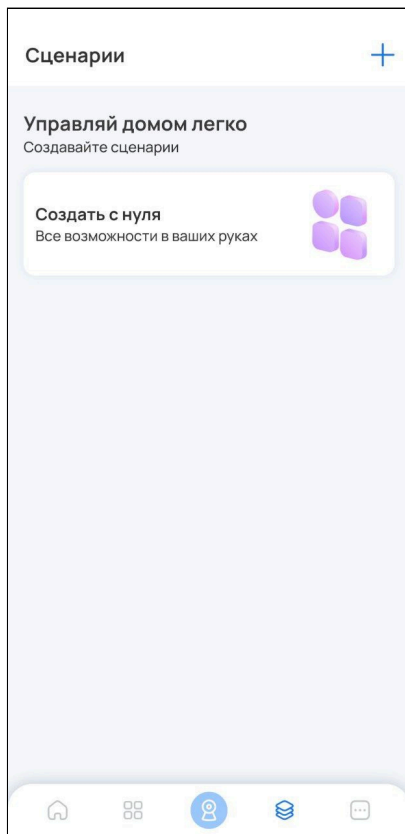 Сценарии
Управляй домом легко
Создавайте сценарии
Создать с нуля
Все возможности в ваших руках